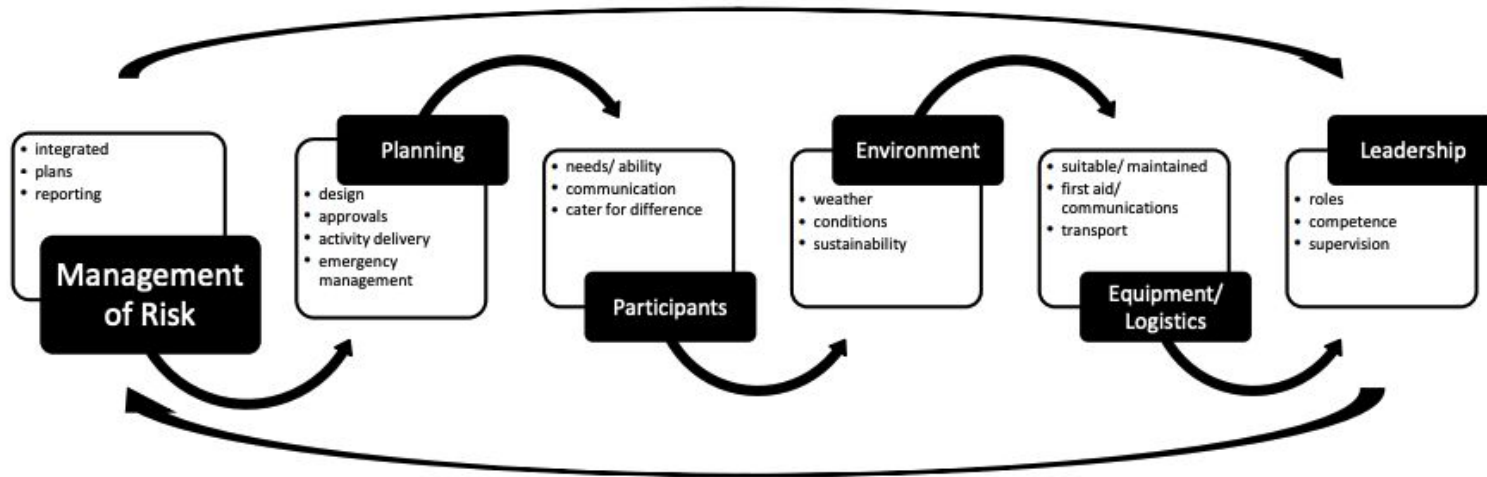 • integrated
• plans
• reporting
Management
of Risk
Planning
• design
• approvals
• activity delivery
• emergency
management
• needs/ ability
• communication
• cater for difference
Participants
Environment
• weather
• conditions
• sustainability
• suitable/ maintained
• first aid/
communications
• transport
Equipment/
Logistics
Leadership
• roles
• competence
• supervision